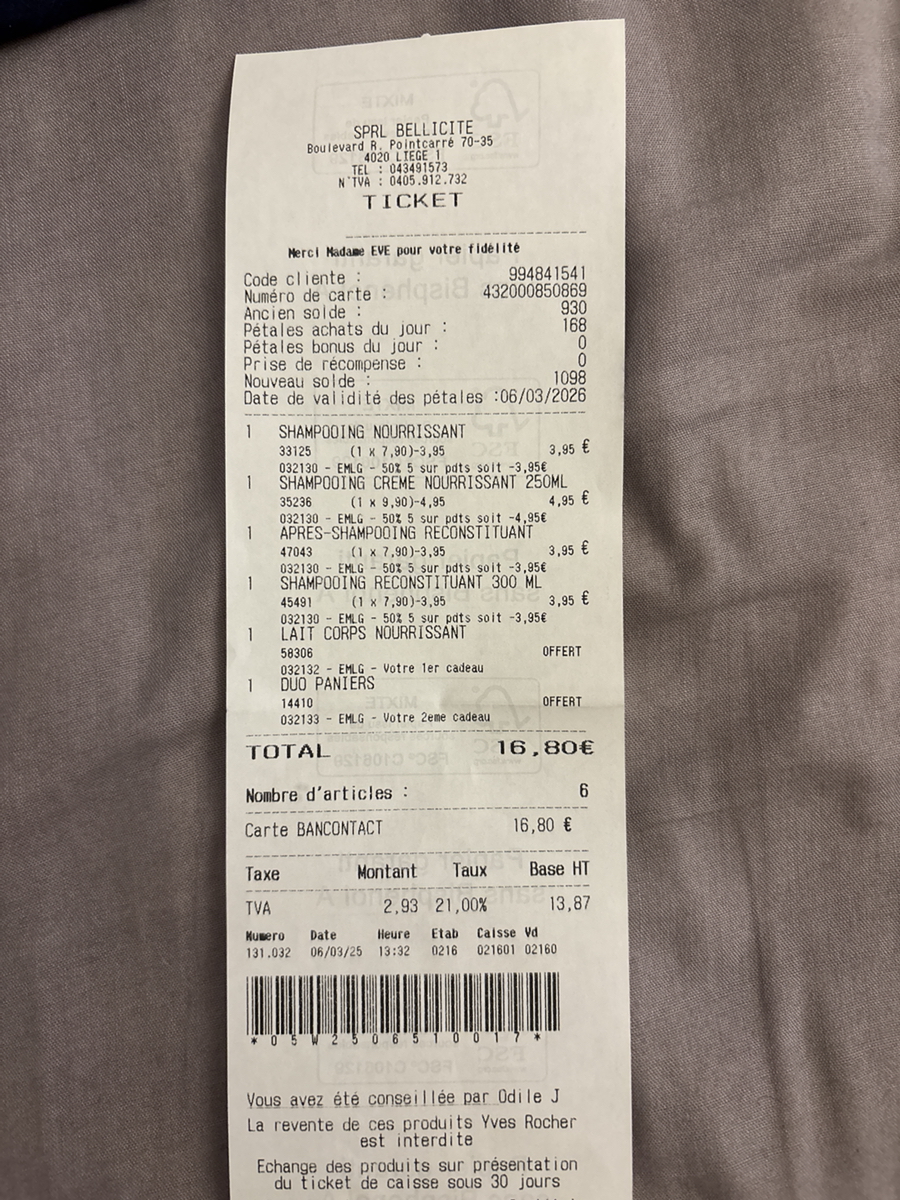 SPRL BELLICITE
Boulevard R. Pointcarré 70-35
4020 LIEGE 1
TEL : 043491573
N°TVA : 0405.912.732
TICKET
Merci Madame EVE pour votre fidélité
Code cliente : 994841541
Numéro de carte : 432000850869
Ancien solde : 930
Pétales achats du jour : 168
Pétales bonus du jour : 0
Prise de récompense : 0
Nouveau solde : 1098
Date de validité des pétales :06/03/2026
1 SHAMPOOING NOURRISSANT
33125 (1 x 7,90)-3,95 3,95 €
032130 - EMLG - 50% 5 sur pdts soit -3,95€
1 SHAMPOOING CREME NOURRISSANT 250ML
35236 (1 x 9,90)-4,95 4,95 €
032130 - EMLG - 50% 5 sur pdts soit -4,95€
1 APRES-SHAMPOOING RECONSTITUANT
47043 (1 x 7,90)-3,95 3,95 €
032130 - EMLG - 50% 5 sur pdts soit -3,95€
1 SHAMPOOING RECONSTITUANT 300 ML
45491 (1 x 7,90)-3,95 3,95 €
032130 - EMLG - 50% 5 sur pdts soit -3,95€
1 LAIT CORPS NOURRISSANT
58306 OFFERT
032132 - EMLG - Votre 1er cadeau
1 DUO PANIERS
14410 OFFERT
032133 - EMLG - Votre 2eme cadeau
TOTAL 16,80€
Nombre d'articles : 6
Carte BANCONTACT 16,80 €
Taxe Montant Taux Base HT
TVA 2,93 21,00% 13,87
Numero Date Heure Etab Caisse Vd
131.032 06/03/25 13:32 0216 021601 02160
*05W2506510017*
Vous avez été conseillée par Odile J
La revente de ces produits Yves Rocher
est interdite
Echange des produits sur présentation
du ticket de caisse sous 30 jours